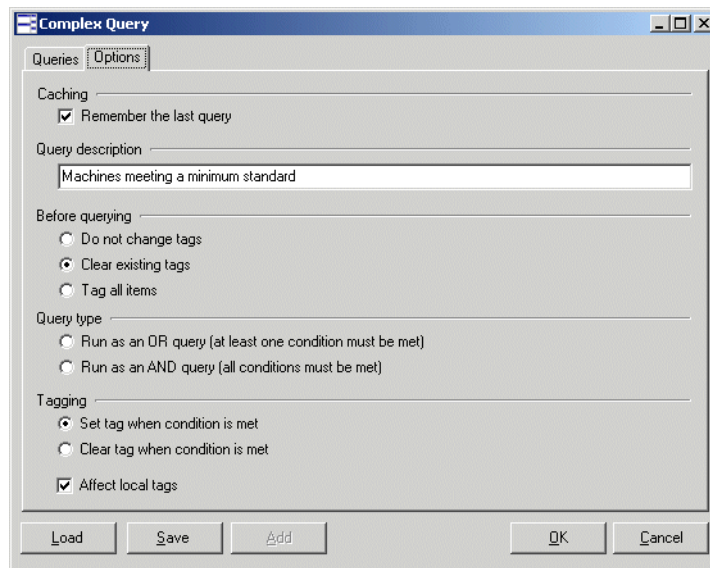 Complex Query
Queries Options
Caching
Remember the last query
Query description
Machines meeting a minimum standard
Before querying
Do not change tags
Clear existing tags
Tag all items
Query type
Run as an OR query (at least one condition must be met)
Run as an AND query (all conditions must be met)
Tagging
Set tag when condition is met
Clear tag when condition is met
Affect local tags
Load Save Add OK Cancel